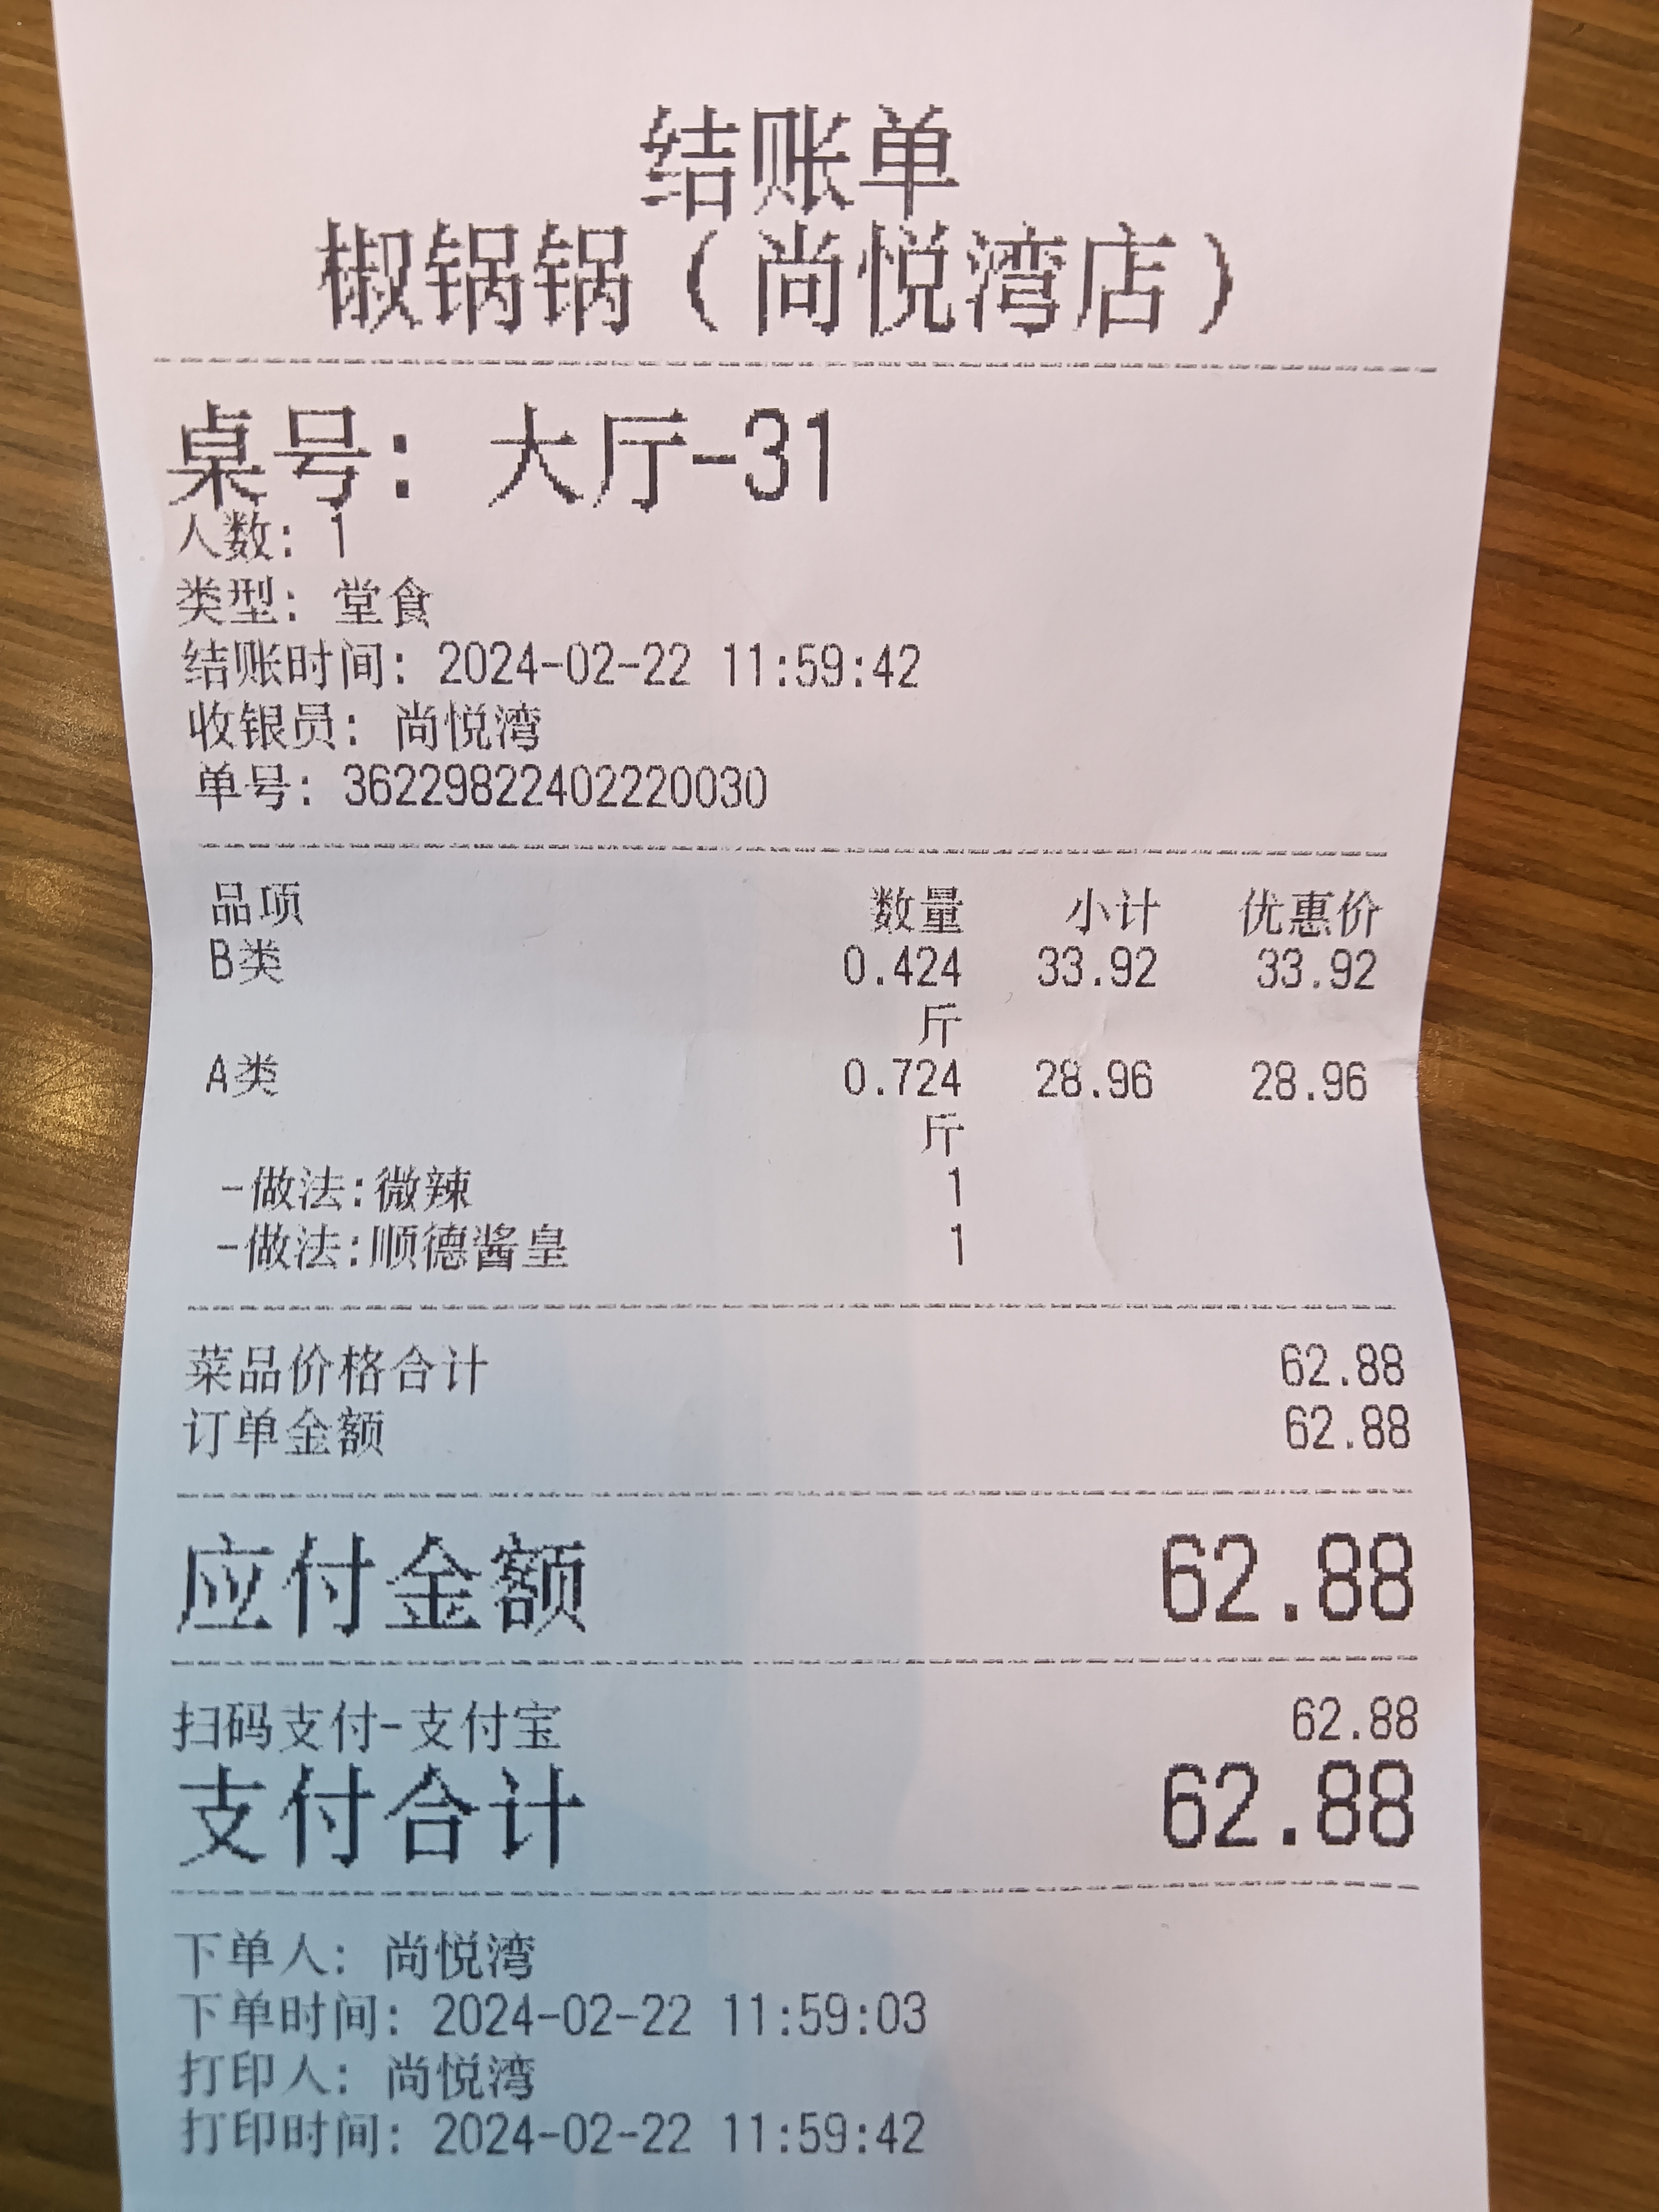 结账单
椒锅锅（尚悦湾店）
桌号： 大厅-31
人数： 1
类型： 堂食
结账时间： 2024-02-22 11:59:42
收银员： 尚悦湾
单号： 36229822402220030
品项 数量 小计 优惠价
B类 0.424 33.92 33.92
斤
A类 0.724 28.96 28.96
斤
-做法:微辣 1
-做法:顺德酱皇 1
菜品价格合计 62.88
订单金额 62.88
应付金额 62.88
扫码支付-支付宝 62.88
支付合计 62.88
下单人： 尚悦湾
下单时间： 2024-02-22 11:59:03
打印人： 尚悦湾
打印时间： 2024-02-22 11:59:42